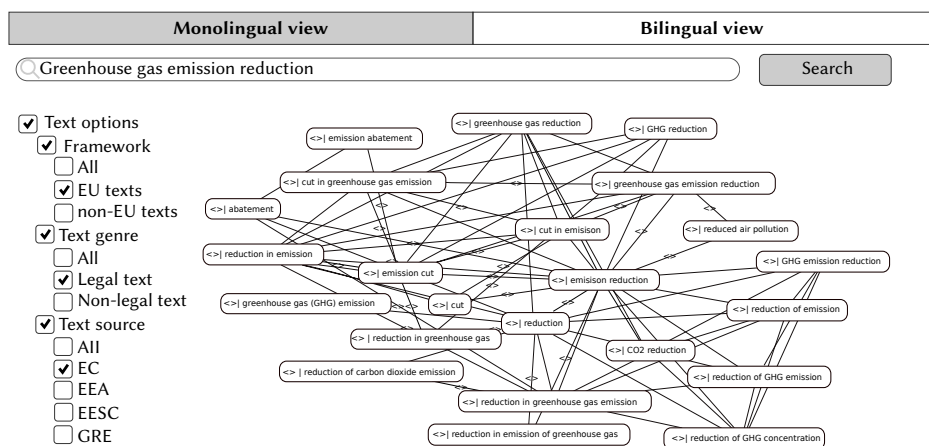 Monolingual view
Bilingual view
Greenhouse gas emission reduction
Search
Text options
Framework
All
EU texts
non-EU texts
Text genre
All
Legal text
Non-legal text
Text source
All
EC
EEA
EESC
GRE
<>| greenhouse gas reduction
<>| GHG reduction
<>| emission abatement
<>| cut in greenhouse gas emission
<>| greenhouse gas emission reduction
<>| abatement
<>| cut in emisison
<>| reduced air pollution
<>| reduction in emission
<>| GHG emission reduction
<>| emission cut
<>| emisison reduction
<>| greenhouse gas (GHG) emission
<>| cut
<>| reduction of emission
<>| reduction
<>| reduction in greenhouse gas
<>| CO2 reduction
<>| reduction of carbon dioxide emission
<>| reduction of GHG emission
<>| reduction in greenhouse gas emission
<>| reduction in emission of greenhouse gas
<>| reduction of GHG concentration